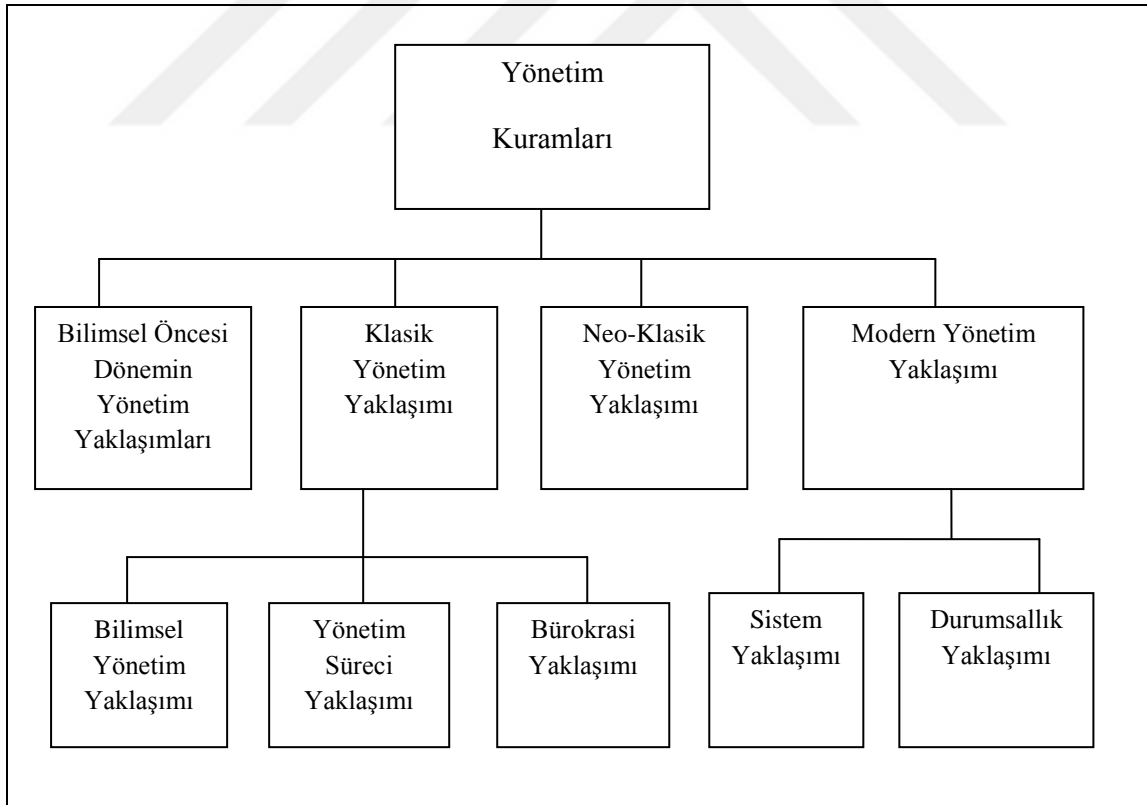 Yönetim
Kuramları
Bilimsel Öncesi
Dönemin
Yönetim
Yaklaşımları
Klasik
Yönetim
Yaklaşımı
Neo-Klasik
Yönetim
Yaklaşımı
Modern Yönetim
Yaklaşımı
Bilimsel
Yönetim
Yaklaşımı
Yönetim
Süreci
Yaklaşımı
Bürokrasi
Yaklaşımı
Sistem
Yaklaşımı
Durumsallık
Yaklaşımı